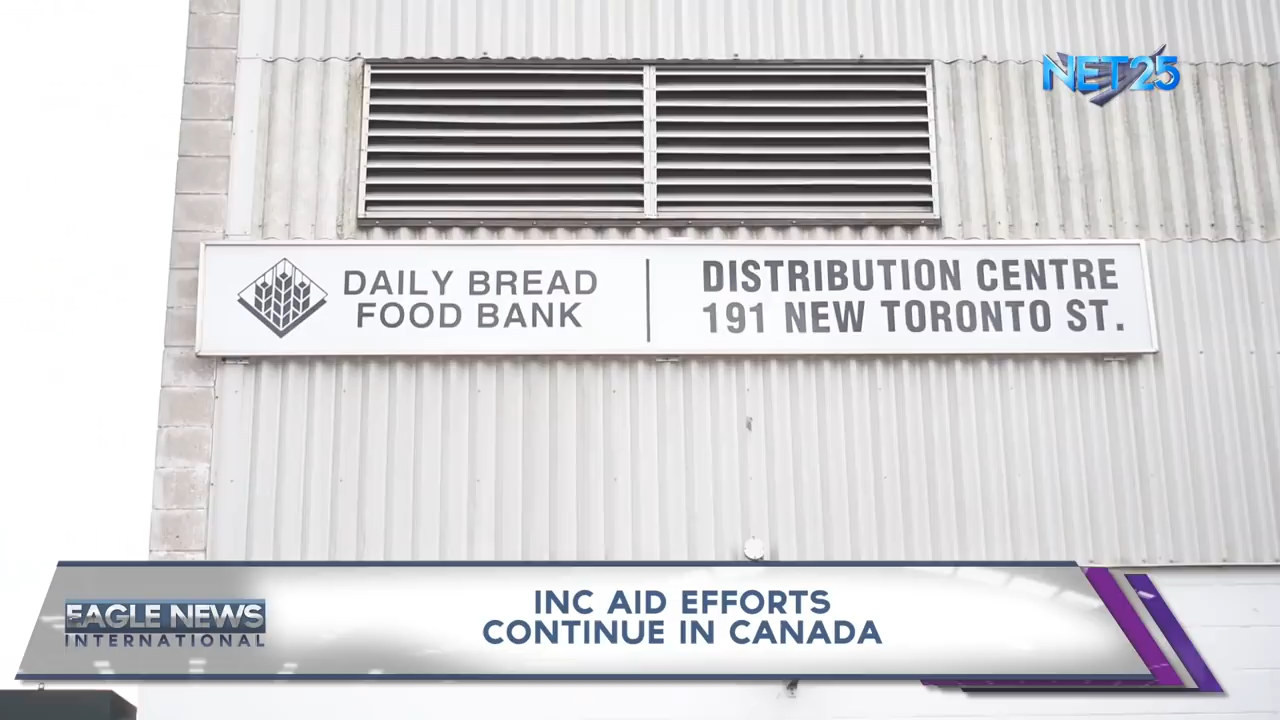 NET25
DAILY BREAD
FOOD BANK
DISTRIBUTION CENTRE
191 NEW TORONTO ST.
EAGLE NEWS
INTERNATIONAL
INC AID EFFORTS
CONTINUE IN CANADA